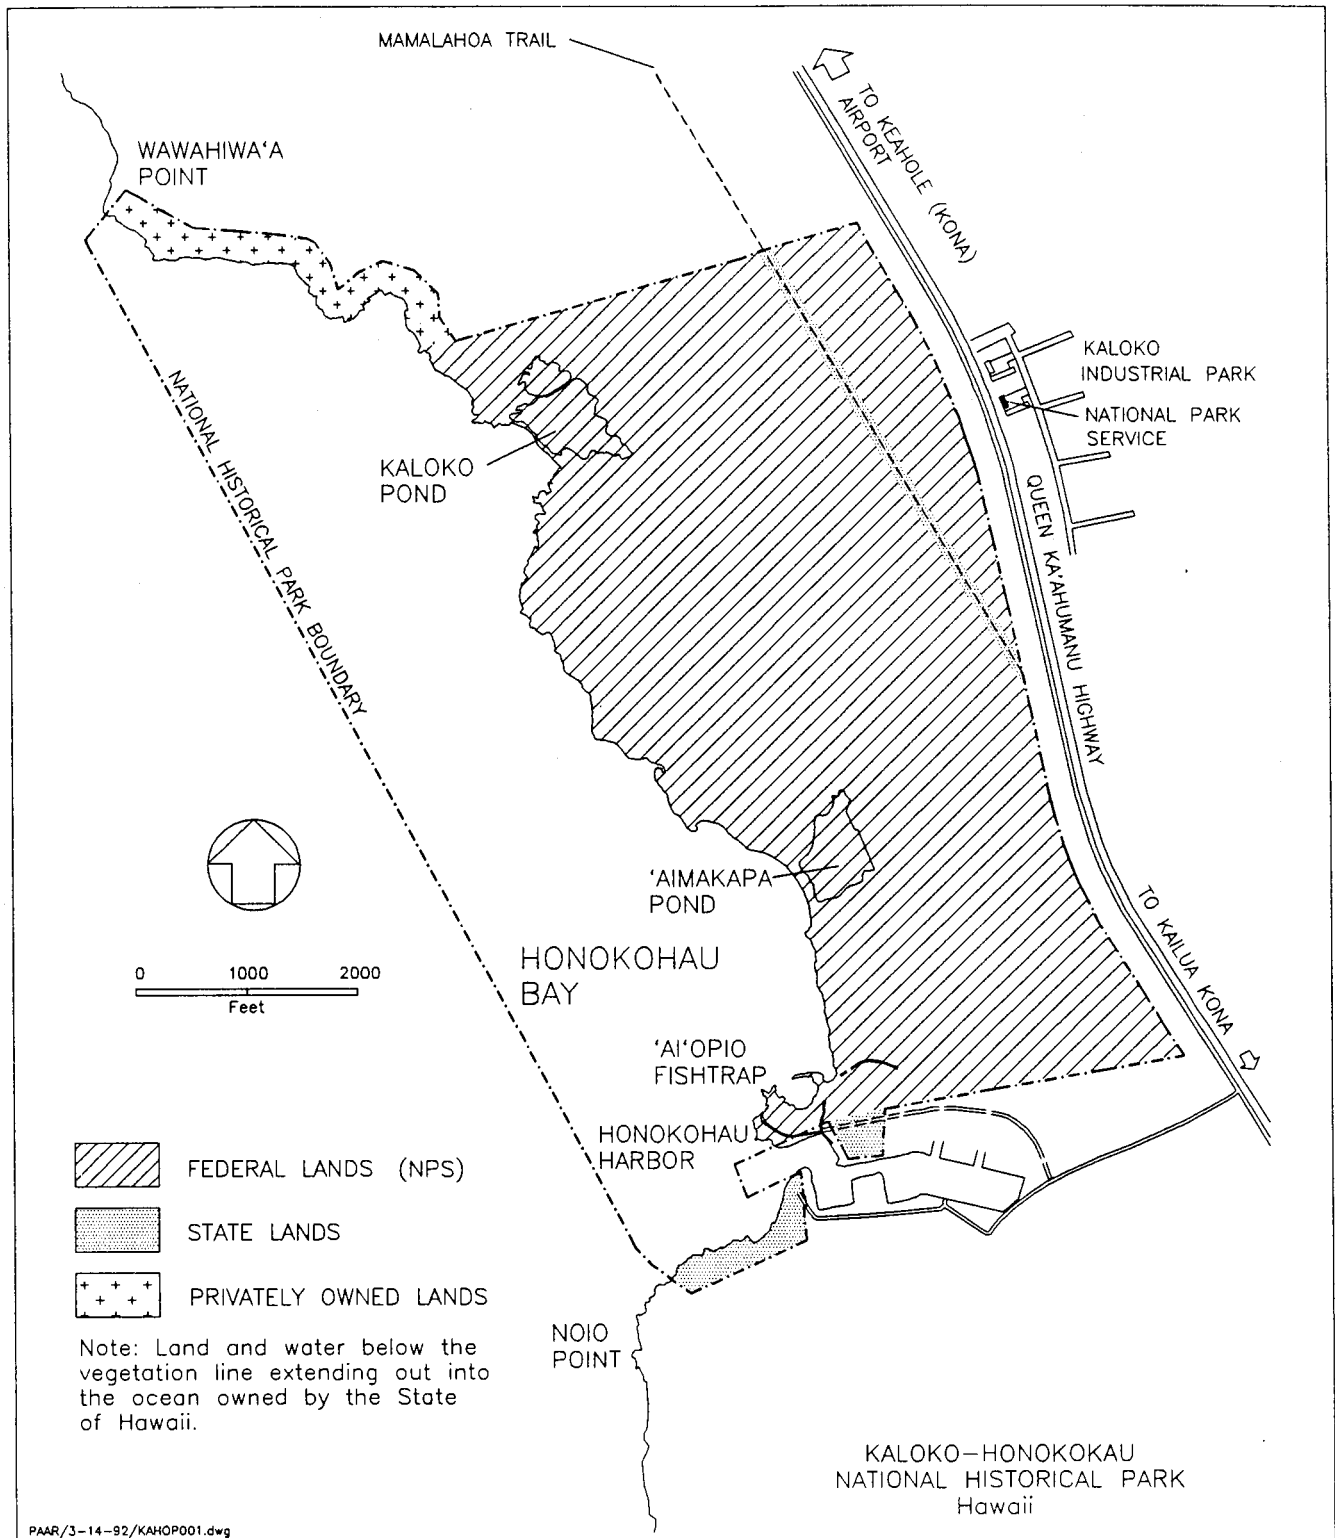 MAMALAHOA TRAIL
TO KEAHOLE (KONA)
AIRPORT
WAWAHIWA‘A
POINT
KALOKO
INDUSTRIAL PARK
NATIONAL PARK
SERVICE
KALOKO
POND
NATIONAL HISTORICAL PARK BOUNDARY
QUEEN KA‘AHUMANU HIGHWAY
‘AIMAKAPA
POND
TO KAILUA KONA
HONOKOHAU
BAY
0 1000 2000
Feet
‘AI‘OPIO
FISHTRAP
HONOKOHAU
HARBOR
FEDERAL LANDS (NPS)
STATE LANDS
PRIVATELY OWNED LANDS
Note: Land and water below the
vegetation line extending out into
the ocean owned by the State
of Hawaii.
NOIO
POINT
KALOKO–HONOKOKAU
NATIONAL HISTORICAL PARK
Hawaii
PAAR/3-14-92/KAHOP001.dwg